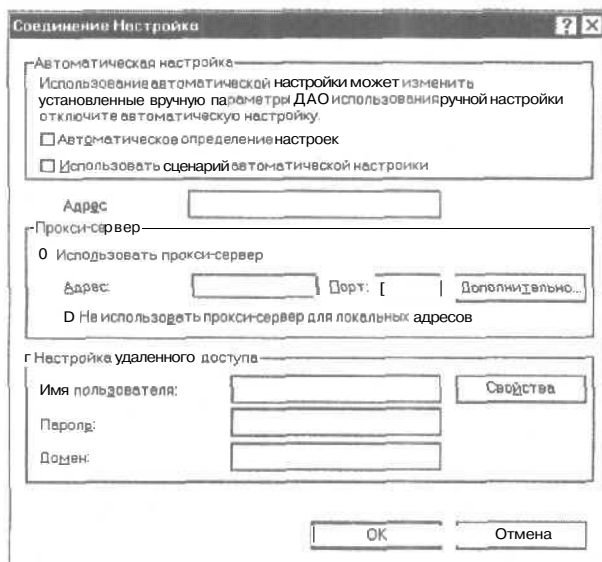 Соединение Настройка
Автоматическая настройка
Использование автоматической настройки может изменить
установленные вручную параметры ДАО использования ручной настройки
отключите автоматическую настройку.
Автоматическое определение настроек
Использовать сценарий автоматической настроики
Адрес
Прокси-сервер
0 Использовать прокси-сервер
Адрес: Порт: [ Дополнительно...
D Не использовать прокси-сервер для локальных адресов
г Настройка удаленного доступа
Имя пользователя: Свойства
Пароль:
Домен:
OK Отмена